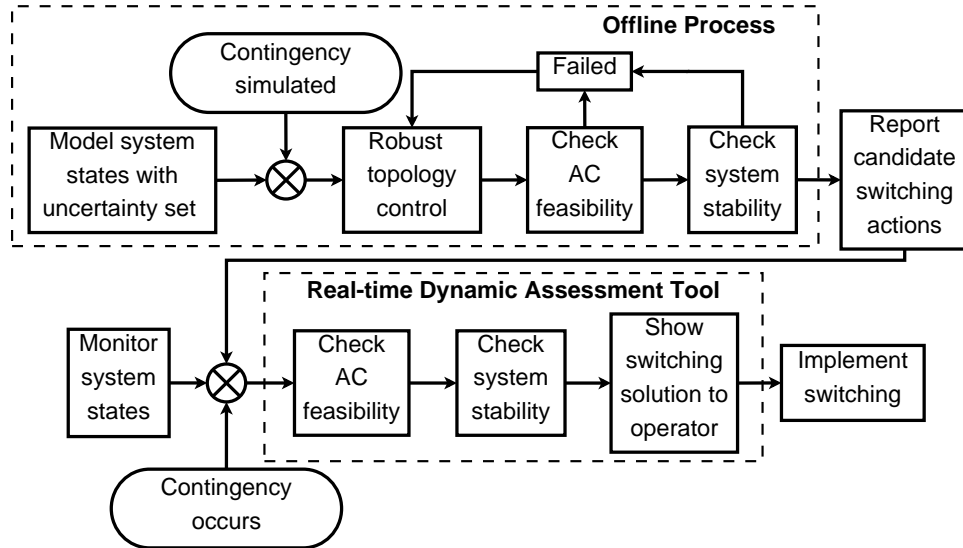 Offline Process
Contingency
simulated
Failed
Model system
states with
uncertainty set
Robust
topology
control
Check
AC
feasibility
Check
system
stability
Report
candidate
switching
actions
Real-time Dynamic Assessment Tool
Monitor
system
states
Check
AC
feasibility
Check
system
stability
Show
switching
solution to
operator
Implement
switching
Contingency
occurs